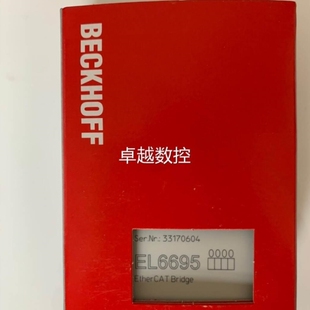 BECKHOFF
卓越数控
Ser.Nr: 33170604
EL6695 0000
EtherCAT Bridge